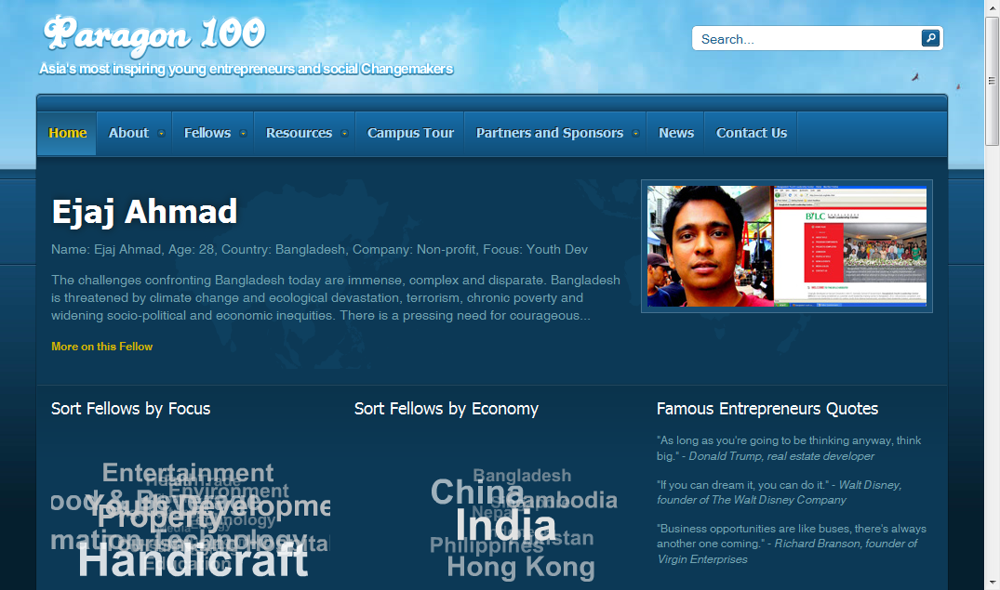 Paragon 100
Asia's most inspiring young entrepreneurs and social Changemakers
Search...
Home About Fellows Resources Campus Tour Partners and Sponsors News Contact Us
Ejaj Ahmad
Name: Ejaj Ahmad, Age: 28, Country: Bangladesh, Company: Non-profit, Focus: Youth Dev
The challenges confronting Bangladesh today are immense, complex and disparate. Bangladesh
is threatened by climate change and ecological devastation, terrorism, chronic poverty and
widening socio-political and economic inequities. There is a pressing need for courageous...
More on this Fellow
BYLC
Sort Fellows by Focus
Entertainment
Environment
Youth Developme
Property
mation Technology
Handicraft
Education
Sort Fellows by Economy
Bangladesh
China
Singapore
Cambodia
Nepal
India
Philippines
Hong Kong
Famous Entrepreneurs Quotes
"As long as you're going to be thinking anyway, think
big." - Donald Trump, real estate developer
"If you can dream it, you can do it." - Walt Disney,
founder of The Walt Disney Company
"Business opportunities are like buses, there's always
another one coming." - Richard Branson, founder of
Virgin Enterprises